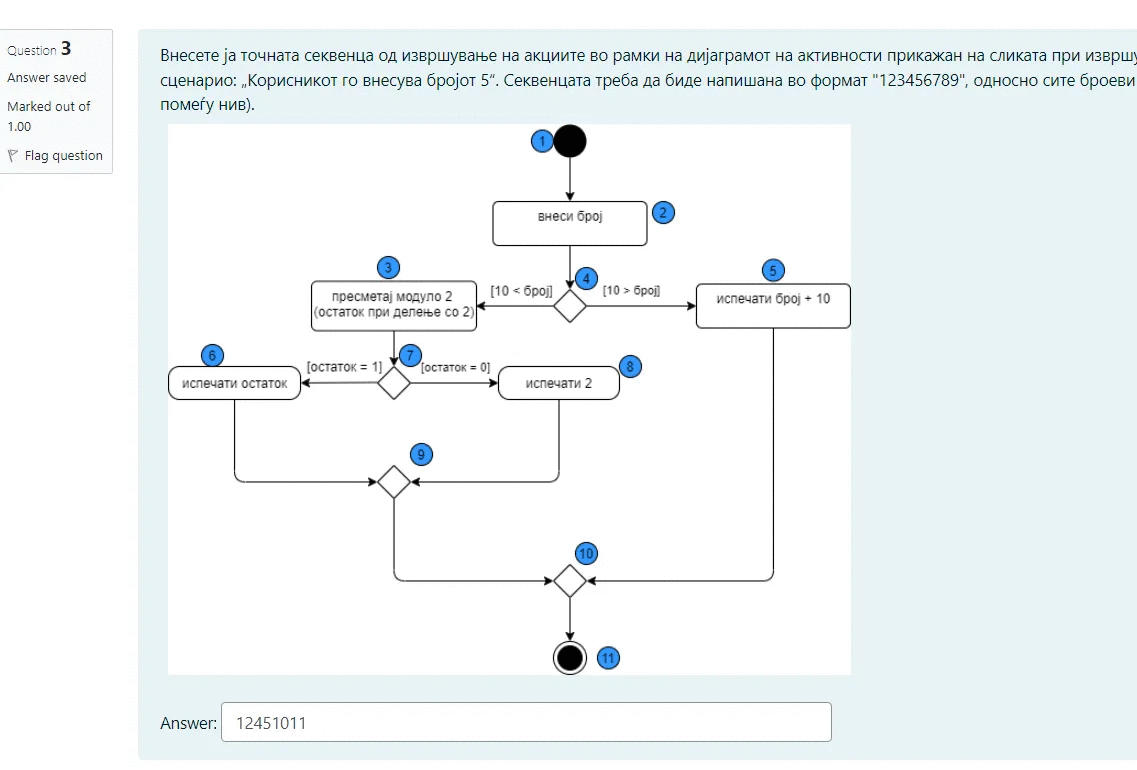 Question 3
Answer saved
Marked out of
1.00
Flag question
Внесете ја точната секвенца од извршување на акциите во рамки на дијаграмот на активности прикажан на сликата при извршу
сценарио: „Корисникот го внесува бројот 5“. Секвенцата треба да биде напишана во формат "123456789", односно сите броеви
помеѓу нив).
1
внеси број
2
3
4
5
[10 < број]
[10 > број]
пресметај модуло 2
(остаток при делење со 2)
испечати број + 10
6
7
8
[остаток = 1]
[остаток = 0]
испечати остаток
испечати 2
9
10
11
Answer: 12451011